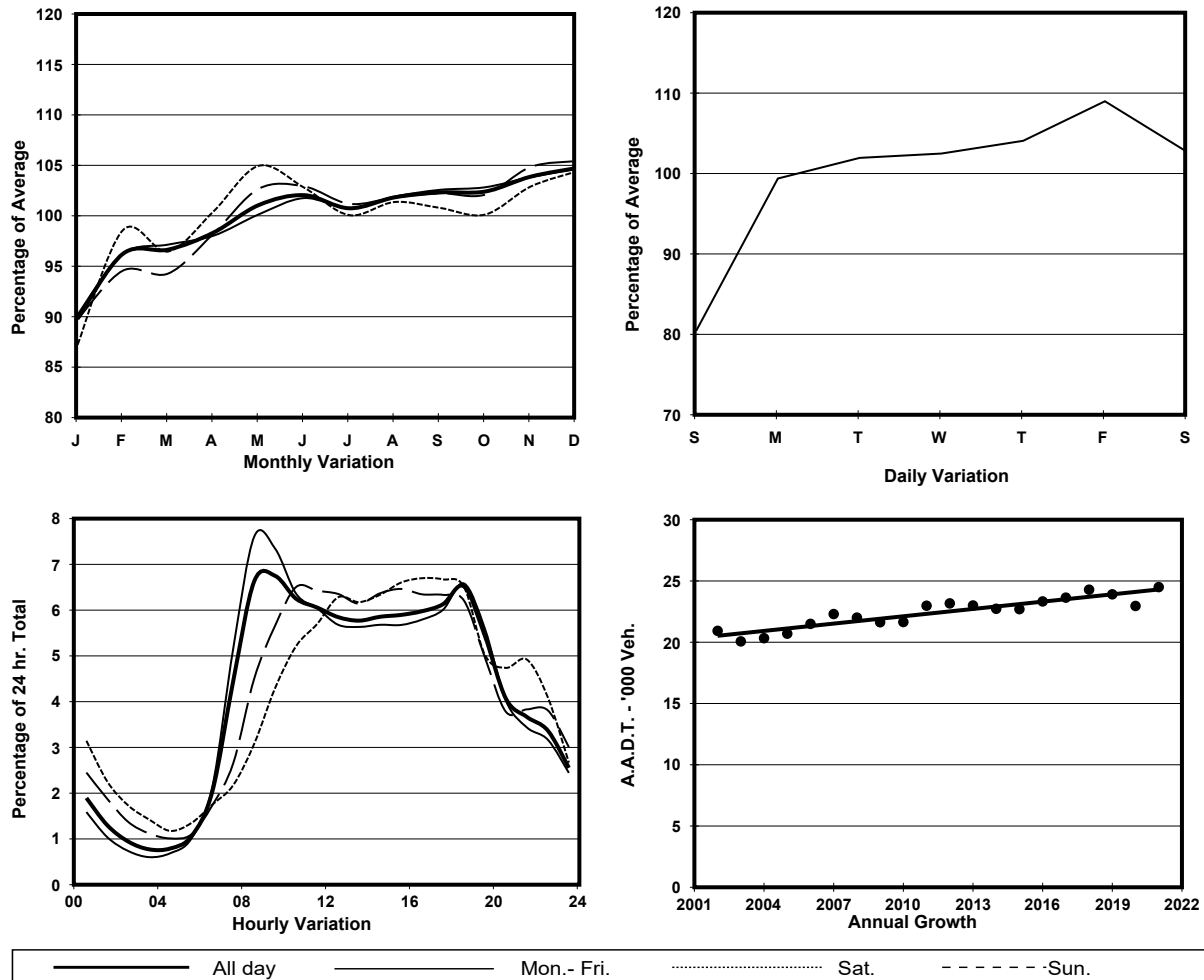 120
115
110
105
100
95
90
85
80
Percentage of Average
J F M A M J J A S O N D
Monthly Variation
120
110
100
90
80
70
Percentage of Average
S M T W T F S
Daily Variation
8
7
6
5
4
3
2
1
0
Percentage of 24 hr. Total
00 04 08 12 16 20 24
Hourly Variation
30
25
20
15
10
5
0
A.A.D.T. - '000 Veh.
2001 2004 2007 2010 2013 2016 2019 2022
Annual Growth
All day Mon.- Fri. Sat. Sun.